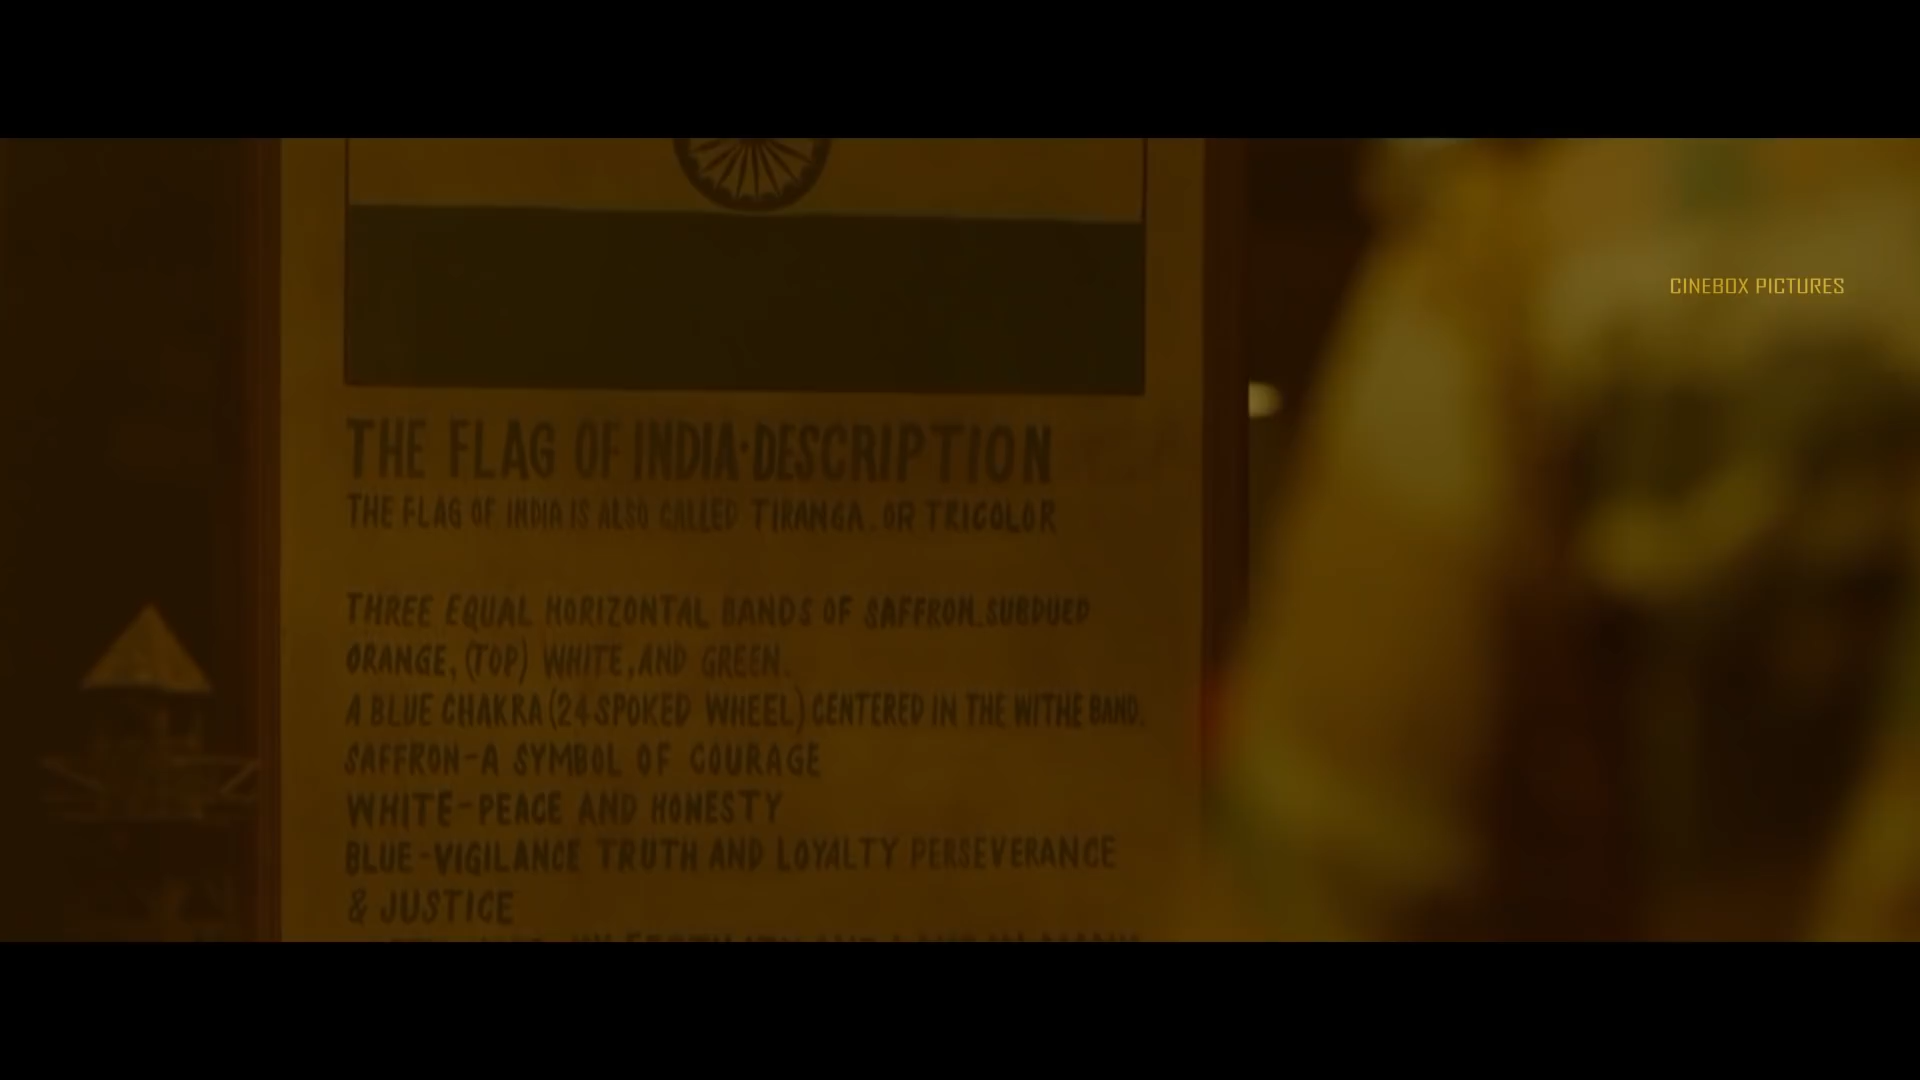 CINEBOX PICTURES
THE FLAG OF INDIA·DESCRIPTION
THE FLAG OF INDIA IS ALSO CALLED TIRANGA. OR TRICOLOR
THREE EQUAL HORIZONTAL BANDS OF SAFFRON.SUBDUED
ORANGE, (TOP) WHITE, AND GREEN.
A BLUE CHAKRA (24 SPOKED WHEEL) CENTERED IN THE WITHE BAND.
SAFFRON-A SYMBOL OF COURAGE
WHITE-PEACE AND HONESTY
BLUE-VIGILANCE TRUTH AND LOYALTY PERSEVERANCE
& JUSTICE